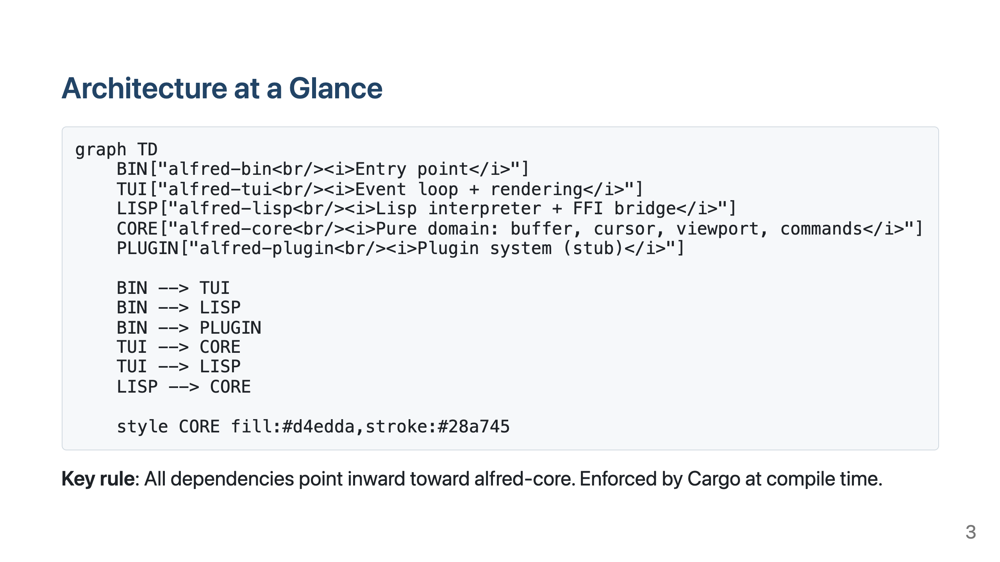 Architecture at a Glance
graph TD
    BIN["alfred-bin<br/><i>Entry point</i>"]
    TUI["alfred-tui<br/><i>Event loop + rendering</i>"]
    LISP["alfred-lisp<br/><i>Lisp interpreter + FFI bridge</i>"]
    CORE["alfred-core<br/><i>Pure domain: buffer, cursor, viewport, commands</i>"]
    PLUGIN["alfred-plugin<br/><i>Plugin system (stub)</i>"]

    BIN --> TUI
    BIN --> LISP
    BIN --> PLUGIN
    TUI --> CORE
    TUI --> LISP
    LISP --> CORE

    style CORE fill:#d4edda,stroke:#28a745
Key rule: All dependencies point inward toward alfred-core. Enforced by Cargo at compile time.
3